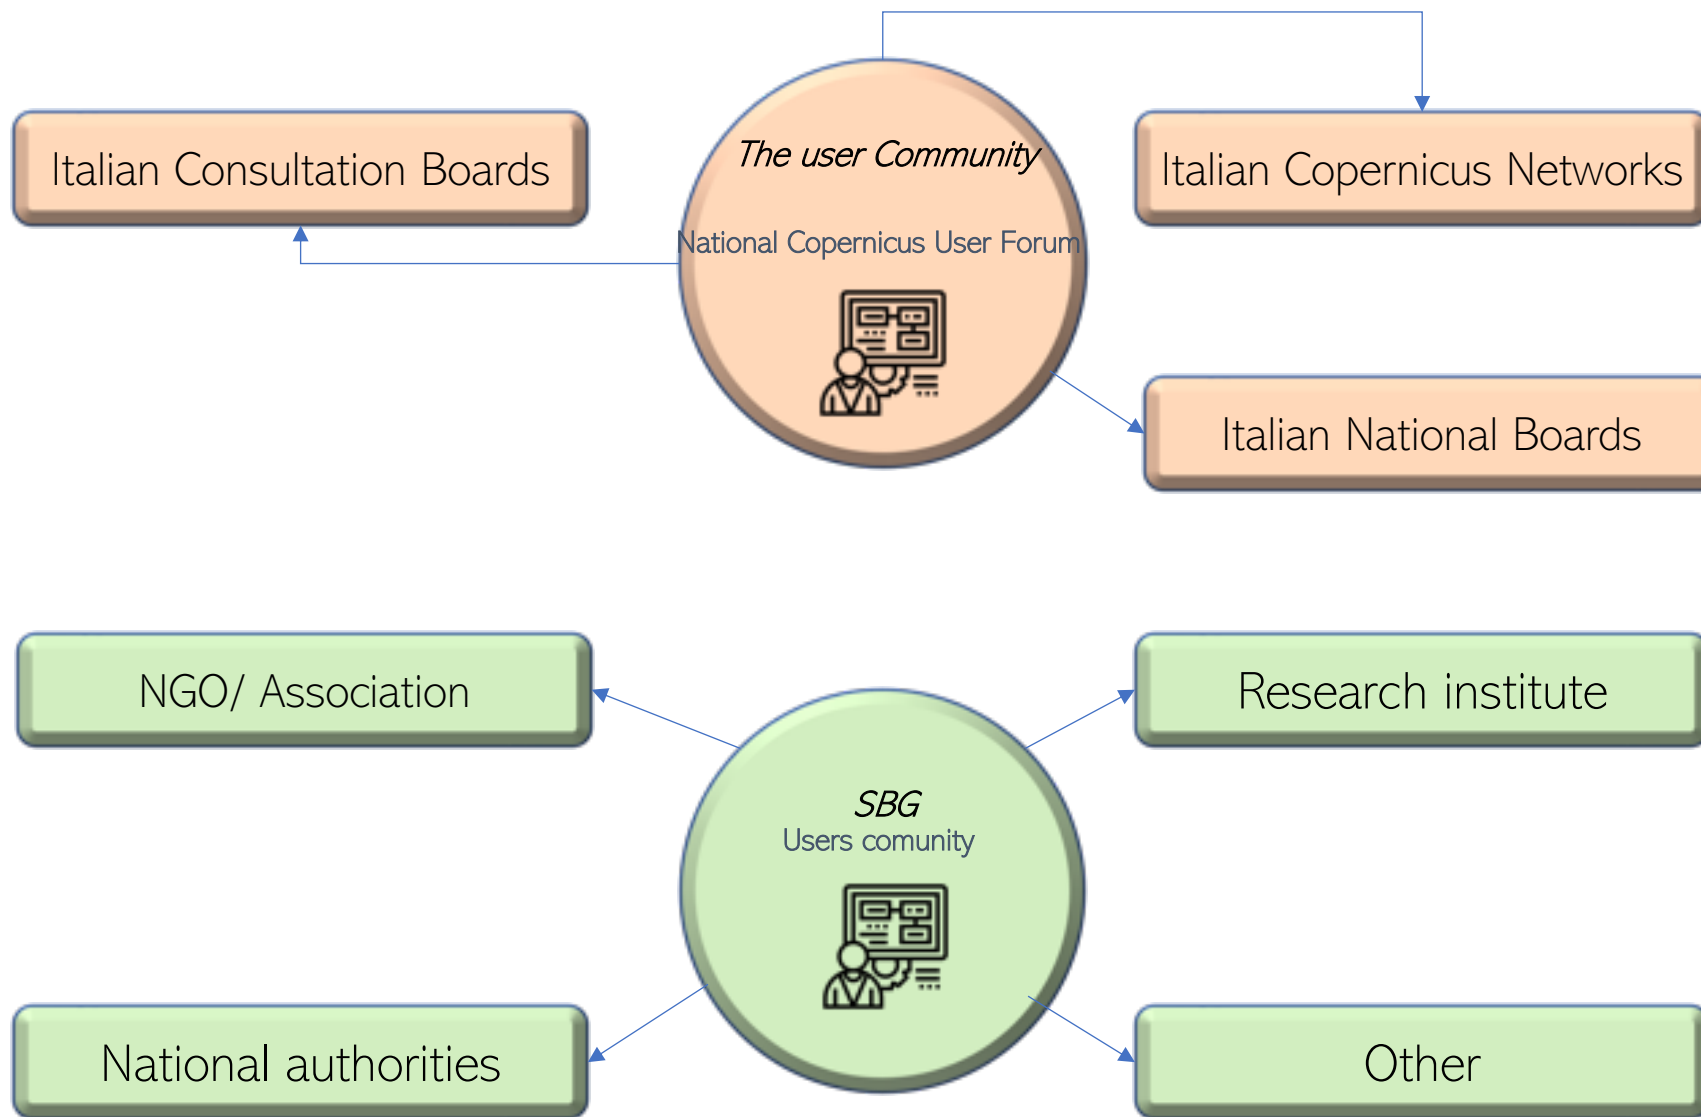 The user Community
Italian Consultation Boards
Italian Copernicus Networks
National Copernicus User Forum
Italian National Boards
NGO/ Association
Research institute
SBG
Users comunity
National authorities
Other